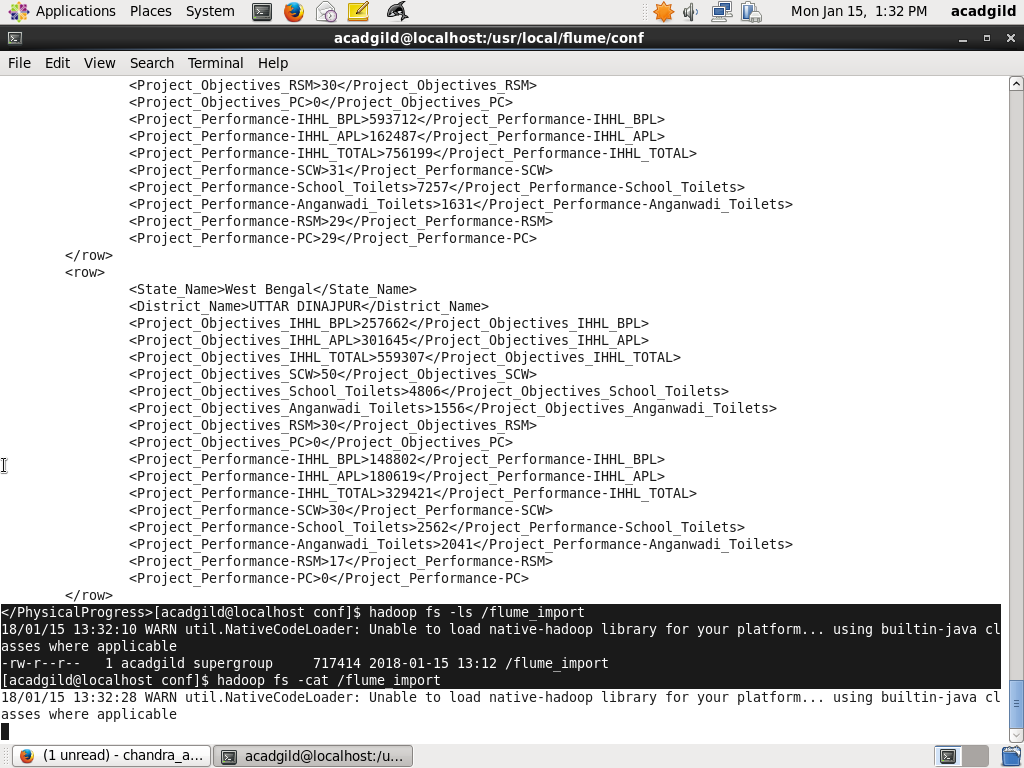 Applications Places System Mon Jan 15, 1:32 PM acadgild
acadgild@localhost:/usr/local/flume/conf
File Edit View Search Terminal Help
<Project_Objectives_RSM>30</Project_Objectives_RSM>
<Project_Objectives_PC>0</Project_Objectives_PC>
<Project_Performance-IHHL_BPL>593712</Project_Performance-IHHL_BPL>
<Project_Performance-IHHL_APL>162487</Project_Performance-IHHL_APL>
<Project_Performance-IHHL_TOTAL>756199</Project_Performance-IHHL_TOTAL>
<Project_Performance-SCW>31</Project_Performance-SCW>
<Project_Performance-School_Toilets>7257</Project_Performance-School_Toilets>
<Project_Performance-Anganwadi_Toilets>1631</Project_Performance-Anganwadi_Toilets>
<Project_Performance-RSM>29</Project_Performance-RSM>
<Project_Performance-PC>29</Project_Performance-PC>
</row>
<row>
<State_Name>West Bengal</State_Name>
<District_Name>UTTAR DINAJPUR</District_Name>
<Project_Objectives_IHHL_BPL>257662</Project_Objectives_IHHL_BPL>
<Project_Objectives_IHHL_APL>301645</Project_Objectives_IHHL_APL>
<Project_Objectives_IHHL_TOTAL>559307</Project_Objectives_IHHL_TOTAL>
<Project_Objectives_SCW>50</Project_Objectives_SCW>
<Project_Objectives_School_Toilets>4806</Project_Objectives_School_Toilets>
<Project_Objectives_Anganwadi_Toilets>1556</Project_Objectives_Anganwadi_Toilets>
<Project_Objectives_RSM>30</Project_Objectives_RSM>
<Project_Objectives_PC>0</Project_Objectives_PC>
<Project_Performance-IHHL_BPL>148802</Project_Performance-IHHL_BPL>
<Project_Performance-IHHL_APL>180619</Project_Performance-IHHL_APL>
<Project_Performance-IHHL_TOTAL>329421</Project_Performance-IHHL_TOTAL>
<Project_Performance-SCW>30</Project_Performance-SCW>
<Project_Performance-School_Toilets>2562</Project_Performance-School_Toilets>
<Project_Performance-Anganwadi_Toilets>2041</Project_Performance-Anganwadi_Toilets>
<Project_Performance-RSM>17</Project_Performance-RSM>
<Project_Performance-PC>0</Project_Performance-PC>
</row>
</PhysicalProgress>[acadgild@localhost conf]$ hadoop fs -ls /flume_import
18/01/15 13:32:10 WARN util.NativeCodeLoader: Unable to load native-hadoop library for your platform... using builtin-java cl
asses where applicable
-rw-r--r--   1 acadgild supergroup     717414 2018-01-15 13:12 /flume_import
[acadgild@localhost conf]$ hadoop fs -cat /flume_import
18/01/15 13:32:28 WARN util.NativeCodeLoader: Unable to load native-hadoop library for your platform... using builtin-java cl
asses where applicable
(1 unread) - chandra_a... acadgild@localhost:/u...